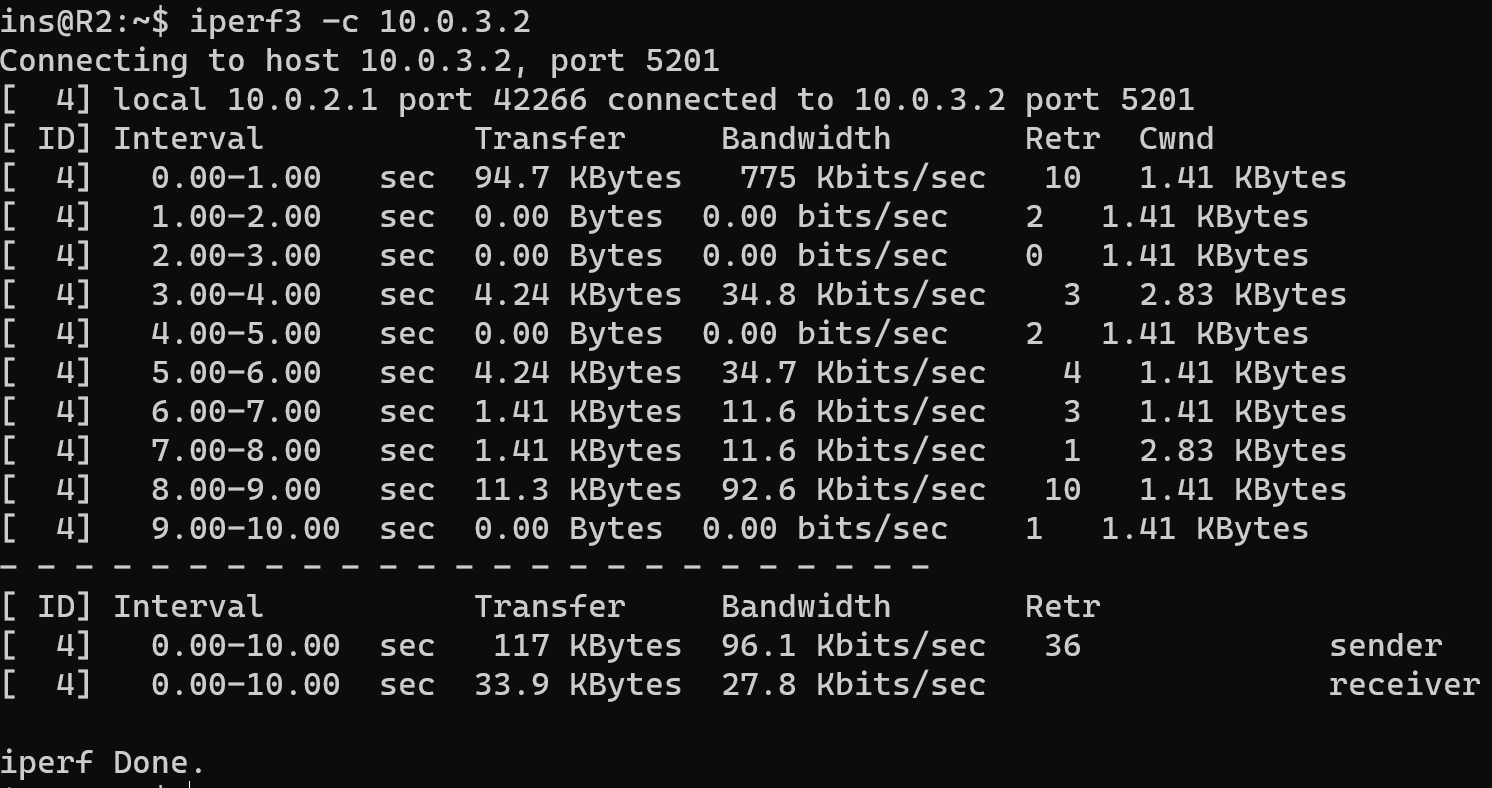 ins@R2:~$ iperf3 -c 10.0.3.2
Connecting to host 10.0.3.2, port 5201
[  4] local 10.0.2.1 port 42266 connected to 10.0.3.2 port 5201
[ ID] Interval           Transfer     Bandwidth       Retr  Cwnd
[  4]   0.00-1.00   sec  94.7 KBytes   775 Kbits/sec   10   1.41 KBytes
[  4]   1.00-2.00   sec  0.00 Bytes  0.00 bits/sec    2   1.41 KBytes
[  4]   2.00-3.00   sec  0.00 Bytes  0.00 bits/sec    0   1.41 KBytes
[  4]   3.00-4.00   sec  4.24 KBytes  34.8 Kbits/sec    3   2.83 KBytes
[  4]   4.00-5.00   sec  0.00 Bytes  0.00 bits/sec    2   1.41 KBytes
[  4]   5.00-6.00   sec  4.24 KBytes  34.7 Kbits/sec    4   1.41 KBytes
[  4]   6.00-7.00   sec  1.41 KBytes  11.6 Kbits/sec    3   1.41 KBytes
[  4]   7.00-8.00   sec  1.41 KBytes  11.6 Kbits/sec    1   2.83 KBytes
[  4]   8.00-9.00   sec  11.3 KBytes  92.6 Kbits/sec   10   1.41 KBytes
[  4]   9.00-10.00  sec  0.00 Bytes  0.00 bits/sec    1   1.41 KBytes
- - - - - - - - - - - - - - - - - - - - - - - - -
[ ID] Interval           Transfer     Bandwidth       Retr
[  4]   0.00-10.00  sec   117 KBytes  96.1 Kbits/sec   36             sender
[  4]   0.00-10.00  sec  33.9 KBytes  27.8 Kbits/sec                  receiver

iperf Done.